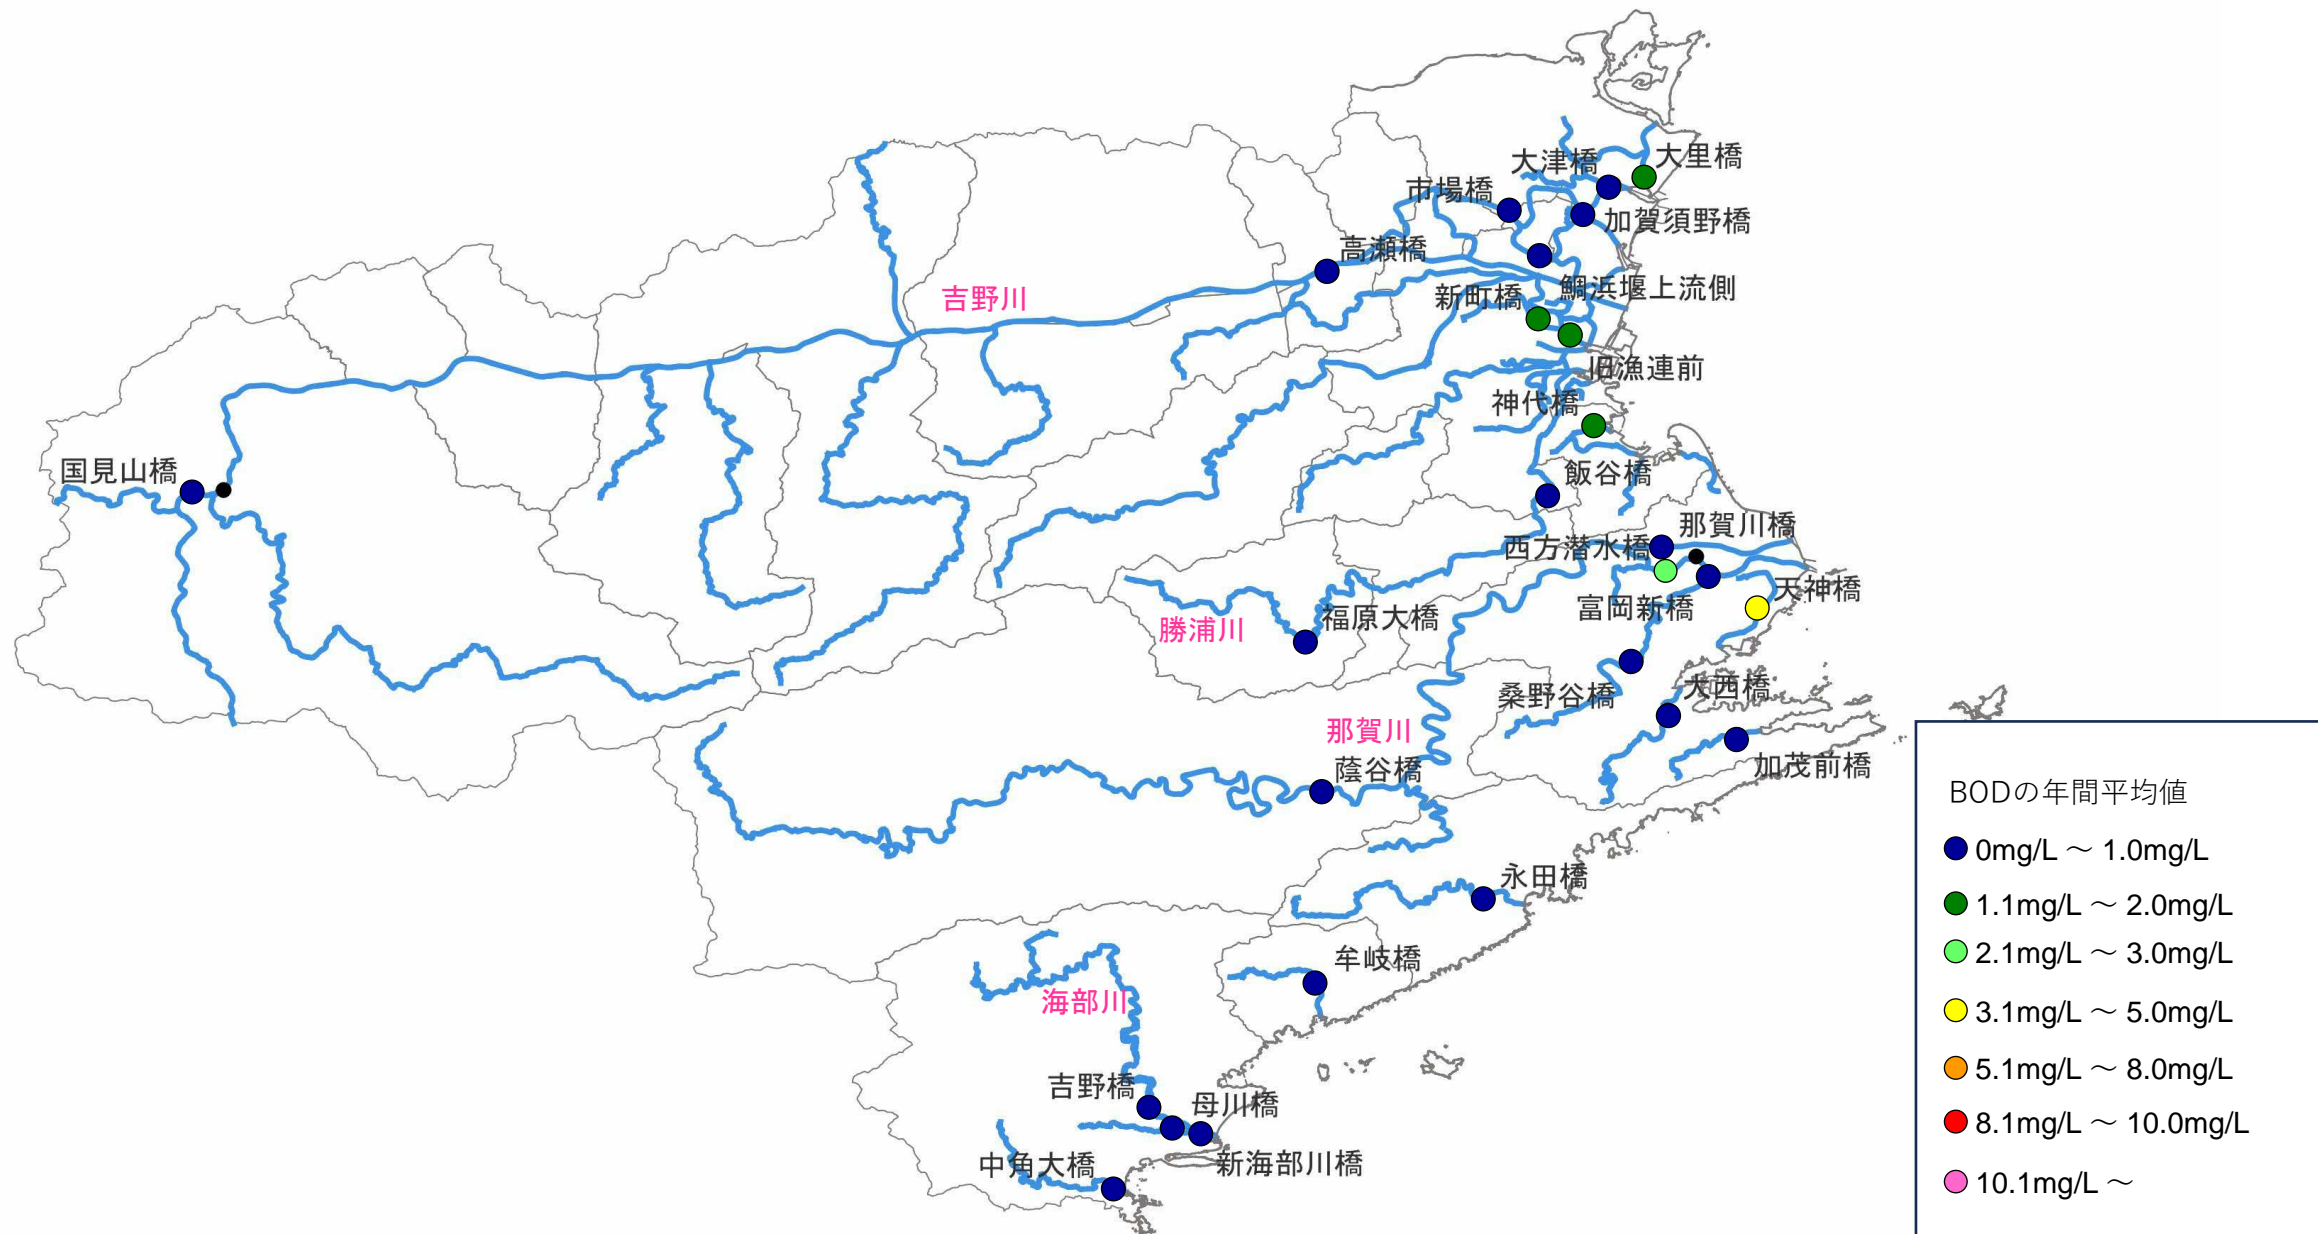 大里橋
大津橋
市場橋
加賀須野橋
高瀬橋
鯛浜堰上流側
吉野川
新町橋
旧漁連前
神代橋
国見山橋
飯谷橋
那賀川橋
西方潜水橋
天神橋
富岡新橋
福原大橋
勝浦川
大西橋
桑野谷橋
那賀川
加茂前橋
蔭谷橋
永田橋
牟岐橋
海部川
吉野橋
母川橋
中角大橋
新海部川橋
BODの年間平均値
0mg/L ～ 1.0mg/L
1.1mg/L ～ 2.0mg/L
2.1mg/L ～ 3.0mg/L
3.1mg/L ～ 5.0mg/L
5.1mg/L ～ 8.0mg/L
8.1mg/L ～ 10.0mg/L
10.1mg/L ～